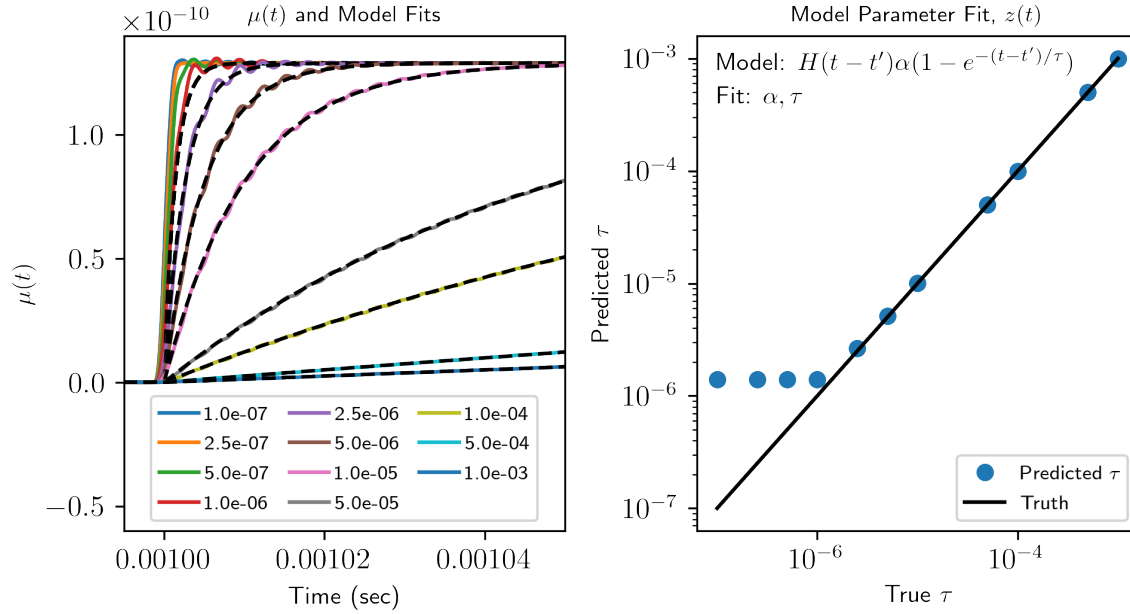 ×10⁻¹⁰
μ(t) and Model Fits
1.0
0.5
0.0
−0.5
μ(t)
0.00100
0.00102
0.00104
Time (sec)
1.0e-07
2.5e-07
5.0e-07
1.0e-06
2.5e-06
5.0e-06
1.0e-05
5.0e-05
1.0e-04
5.0e-04
1.0e-03
Model Parameter Fit, z(t)
Model: H(t − t′)α(1 − e^{−(t−t′)/τ})
Fit: α, τ
10⁻³
10⁻⁴
10⁻⁵
10⁻⁶
10⁻⁷
Predicted τ
10⁻⁶
10⁻⁴
True τ
Predicted τ
Truth